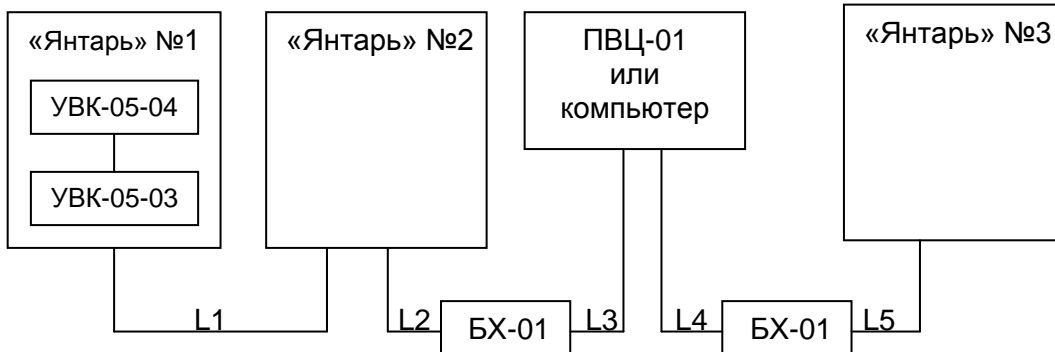 «Янтарь» №1
УВК-05-04
УВК-05-03
«Янтарь» №2
ПВЦ-01
или
компьютер
«Янтарь» №3
L1
L2
БХ-01
L3
L4
БХ-01
L5